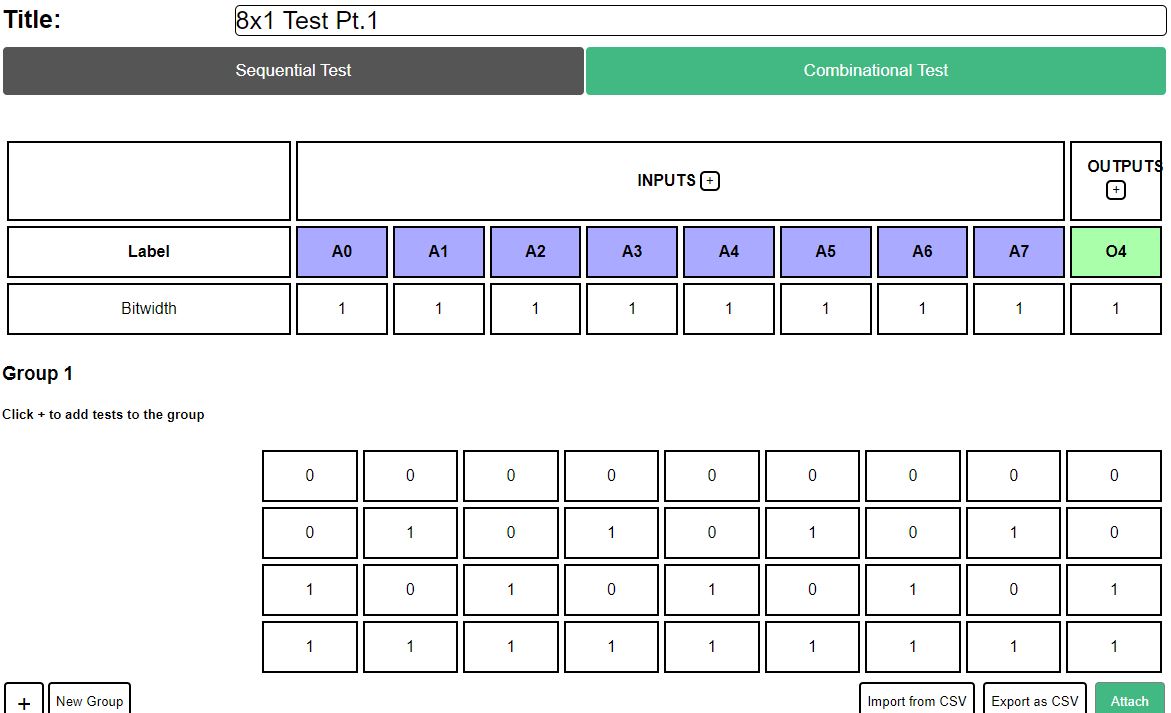 Title: 8x1 Test Pt.1
Sequential Test Combinational Test
INPUTS + OUTPUTS +
Label A0 A1 A2 A3 A4 A5 A6 A7 O4
Bitwidth 1 1 1 1 1 1 1 1 1
Group 1
Click + to add tests to the group
0 0 0 0 0 0 0 0 0
0 1 0 1 0 1 0 1 0
1 0 1 0 1 0 1 0 1
1 1 1 1 1 1 1 1 1
+ New Group Import from CSV Export as CSV Attach